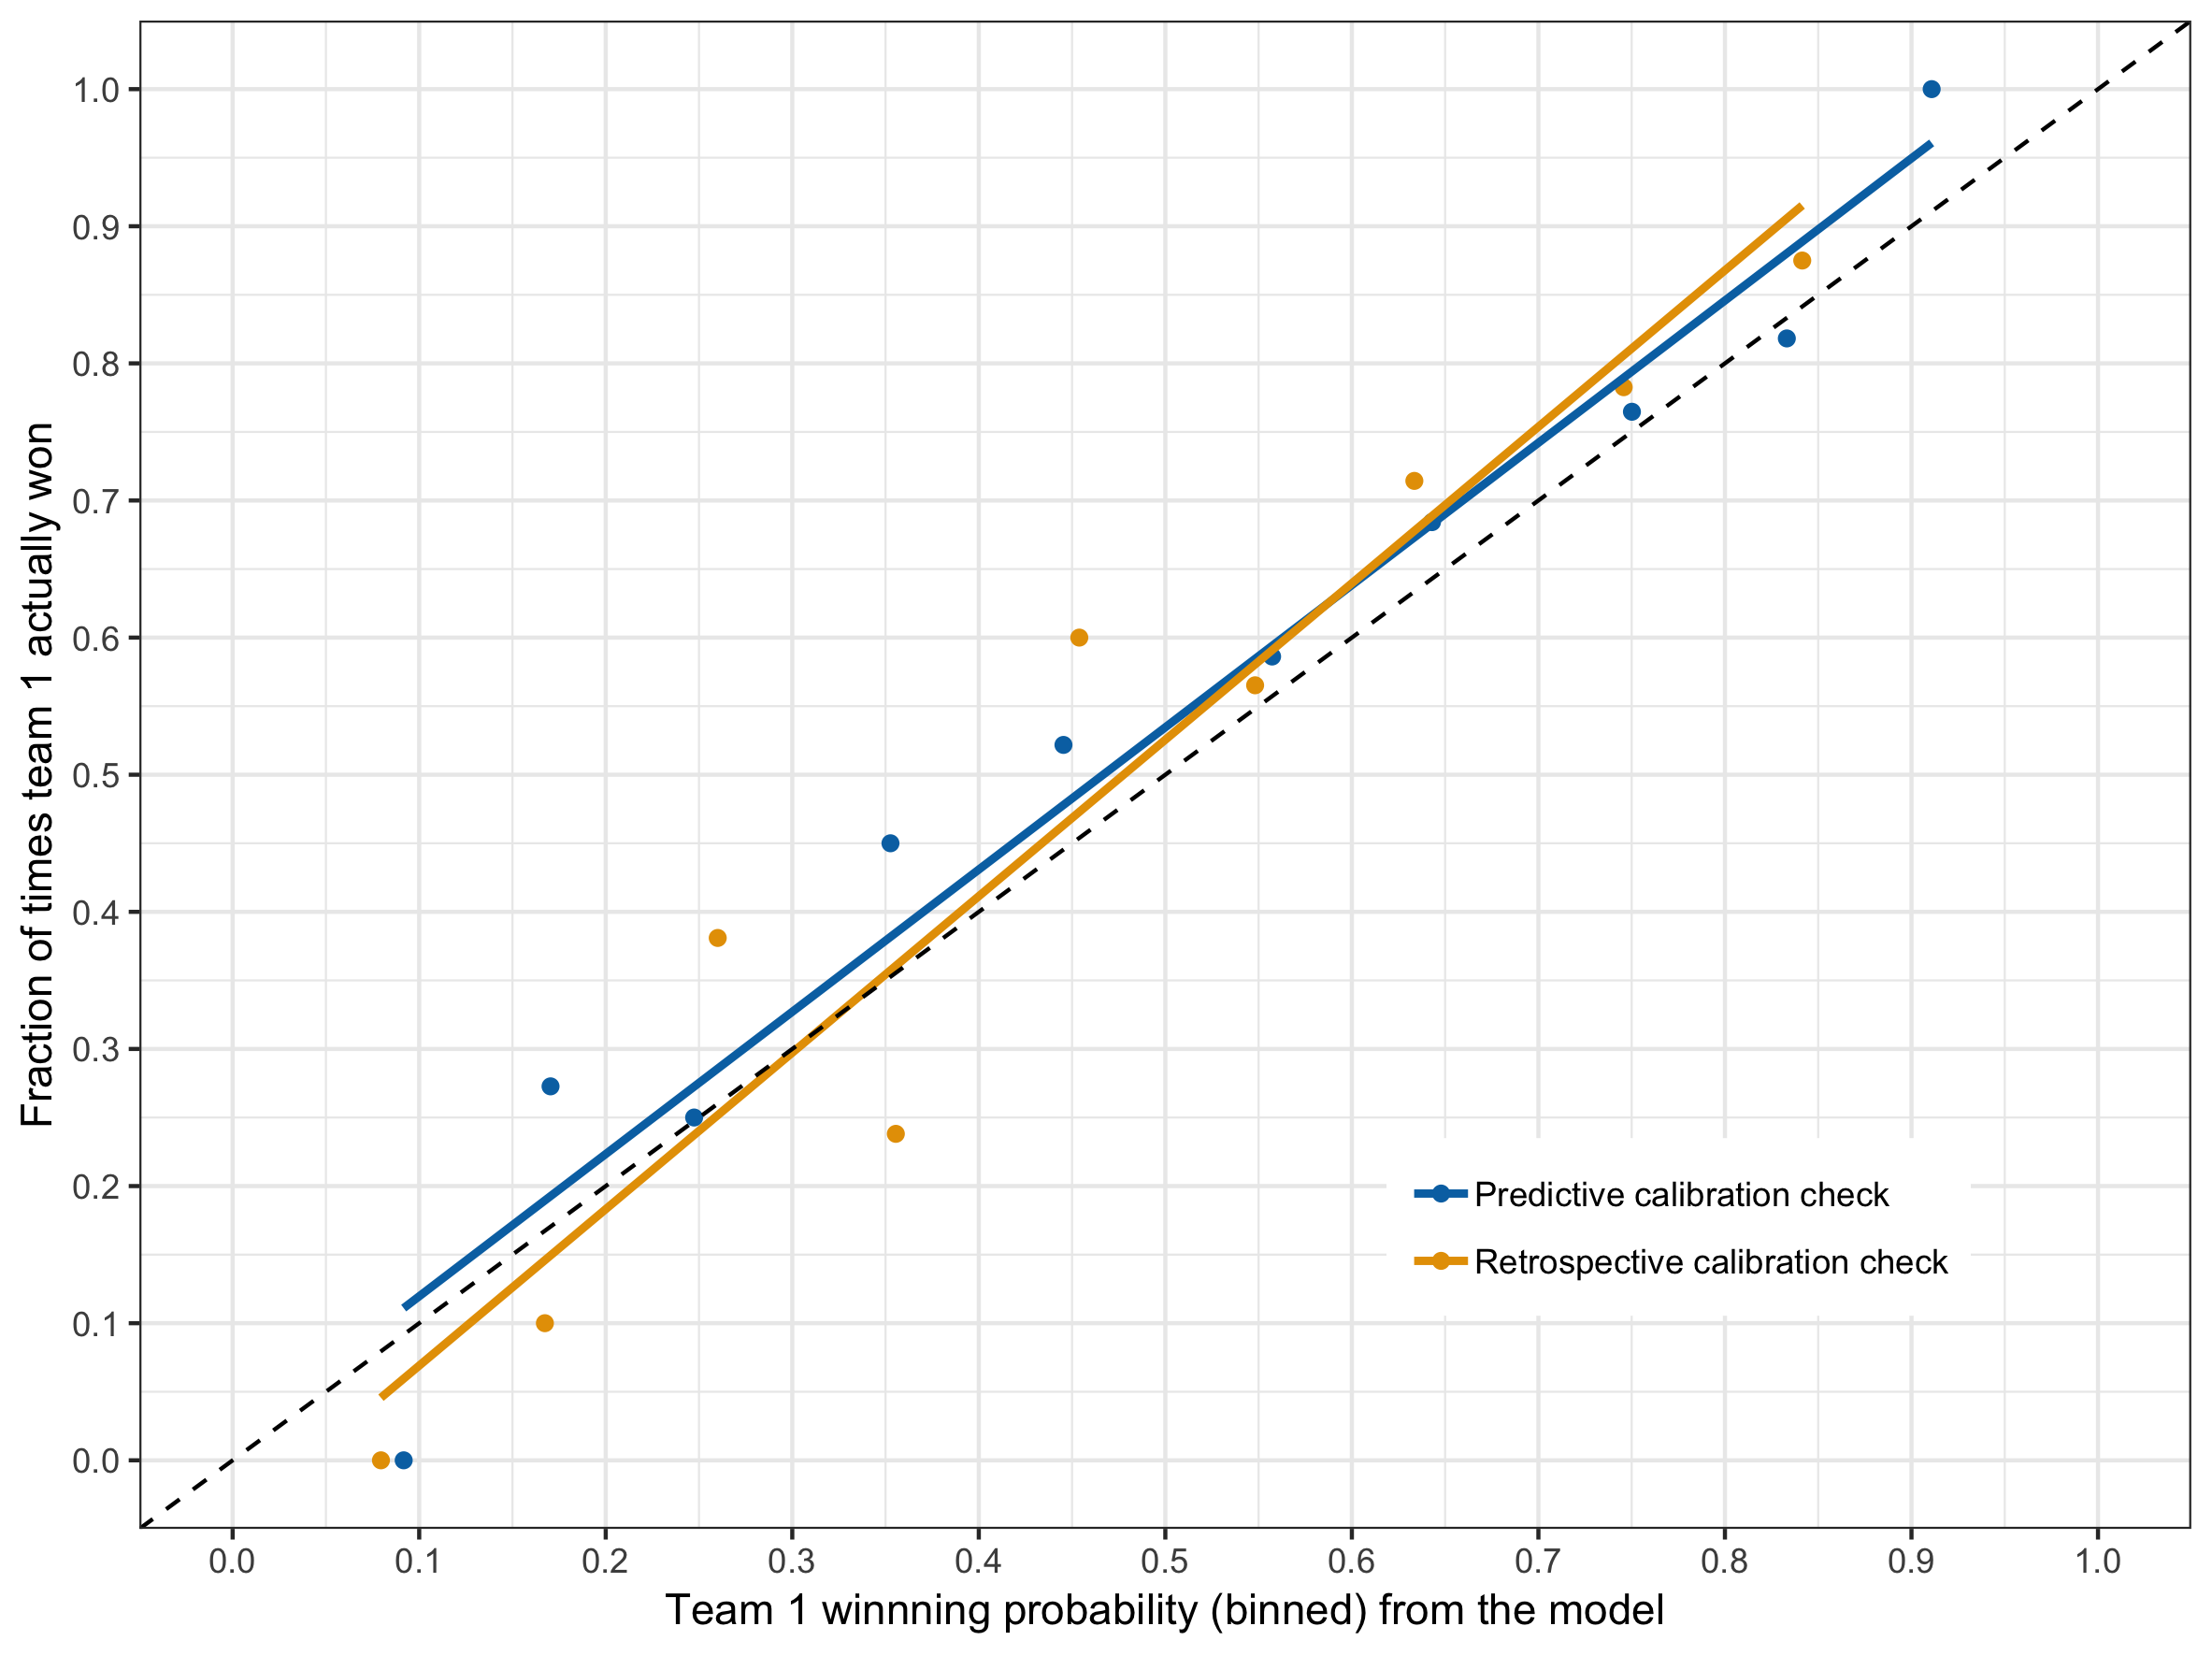 1.0
0.9
0.8
0.7
0.6
0.5
0.4
0.3
0.2
0.1
0.0
Fraction of times team 1 actually won
Predictive calibration check
Retrospective calibration check
0.0 0.1 0.2 0.3 0.4 0.5 0.6 0.7 0.8 0.9 1.0
Team 1 winnning probability (binned) from the model